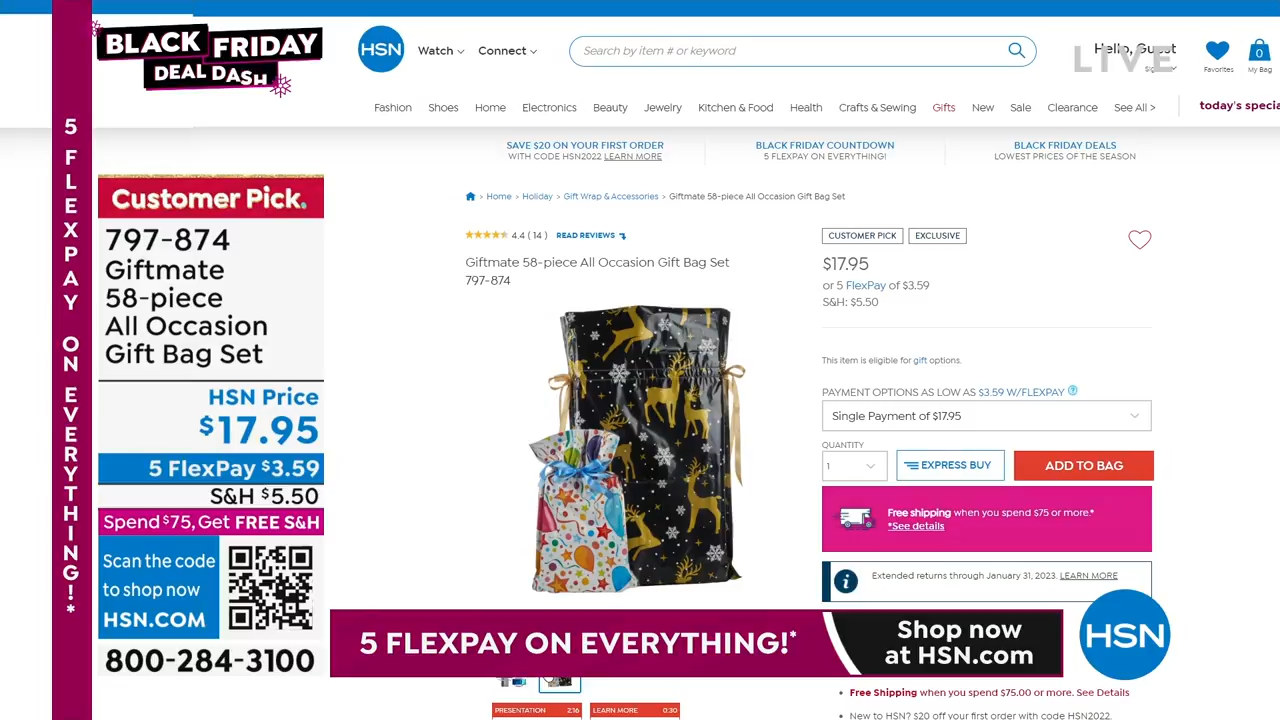 BLACK FRIDAY
DEAL DASH
5 FLEXPAY ON EVERYTHING!*
Customer Pick.
797-874
Giftmate
58-piece
All Occasion
Gift Bag Set
HSN Price
$17.95
5 FlexPay $3.59
S&H $5.50
Spend $75, Get FREE S&H
Scan the code
to shop now
HSN.COM
800-284-3100
HSN
Watch
Connect
Search by item # or keyword
Hello, Guest
LIVE
Favorites
0
My Bag
Fashion Shoes Home Electronics Beauty Jewelry Kitchen & Food Health Crafts & Sewing Gifts New Sale Clearance See All >
today's specia
SAVE $20 ON YOUR FIRST ORDER
WITH CODE HSN2022 LEARN MORE
BLACK FRIDAY COUNTDOWN
5 FLEXPAY ON EVERYTHING!
BLACK FRIDAY DEALS
LOWEST PRICES OF THE SEASON
> Home > Holiday > Gift Wrap & Accessories > Giftmate 58-piece All Occasion Gift Bag Set
4.4 ( 14 ) READ REVIEWS
Giftmate 58-piece All Occasion Gift Bag Set
797-874
CUSTOMER PICK
EXCLUSIVE
$17.95
or 5 FlexPay of $3.59
S&H: $5.50
This item is eligible for gift options.
PAYMENT OPTIONS AS LOW AS $3.59 W/FLEXPAY ?
Single Payment of $17.95
QUANTITY
1
EXPRESS BUY
ADD TO BAG
Free shipping when you spend $75 or more.*
*See details
i
Extended returns through January 31, 2023. LEARN MORE
5 FLEXPAY ON EVERYTHING!*
Shop now
at HSN.com
HSN
PRESENTATION 2:16
LEARN MORE 0:30
• Free Shipping when you spend $75.00 or more. See Details
• New to HSN? $20 off your first order with code HSN2022.